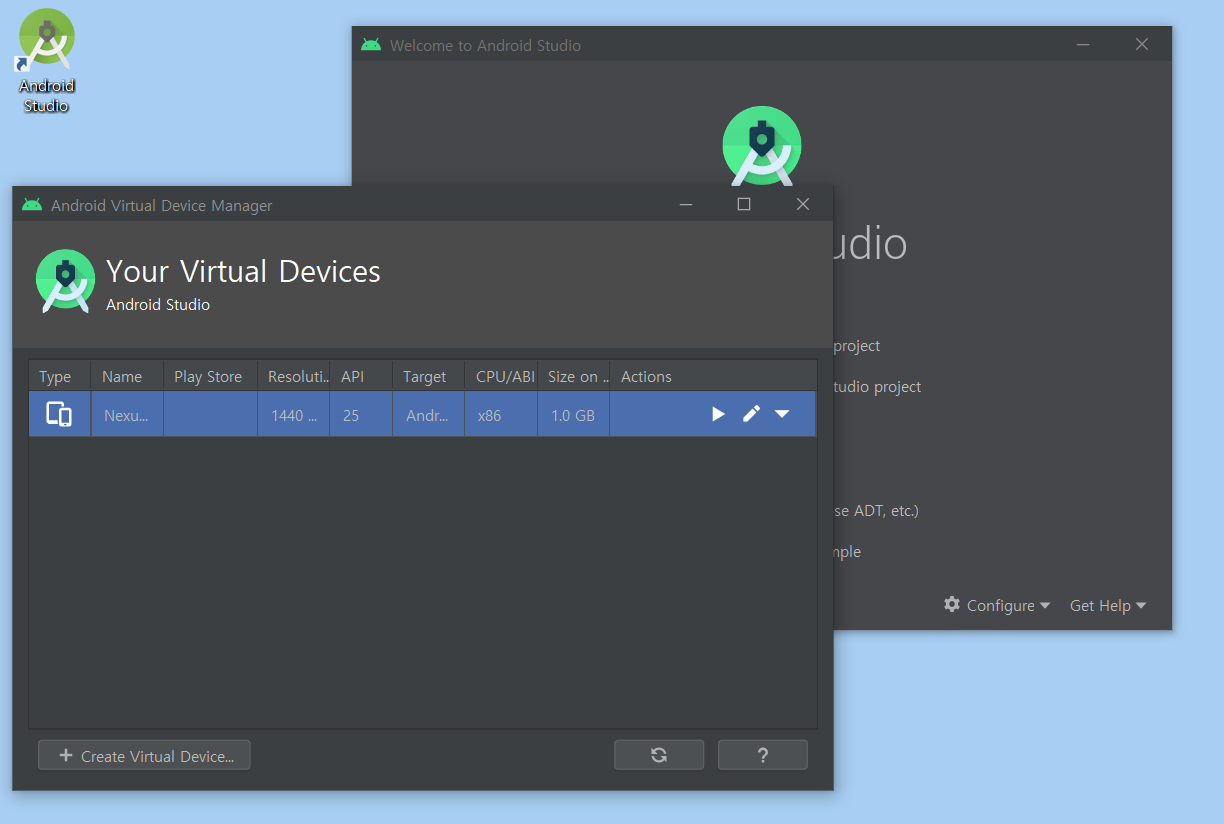 Android
Studio
Welcome to Android Studio
Android Virtual Device Manager
Your Virtual Devices
Android Studio
Type Name Play Store Resoluti.. API Target CPU/ABI Size on .. Actions
Nexu... 1440 ... 25 Andr... x86 1.0 GB
+ Create Virtual Device...
?
udio
project
tudio project
se ADT, etc.)
mple
Configure Get Help